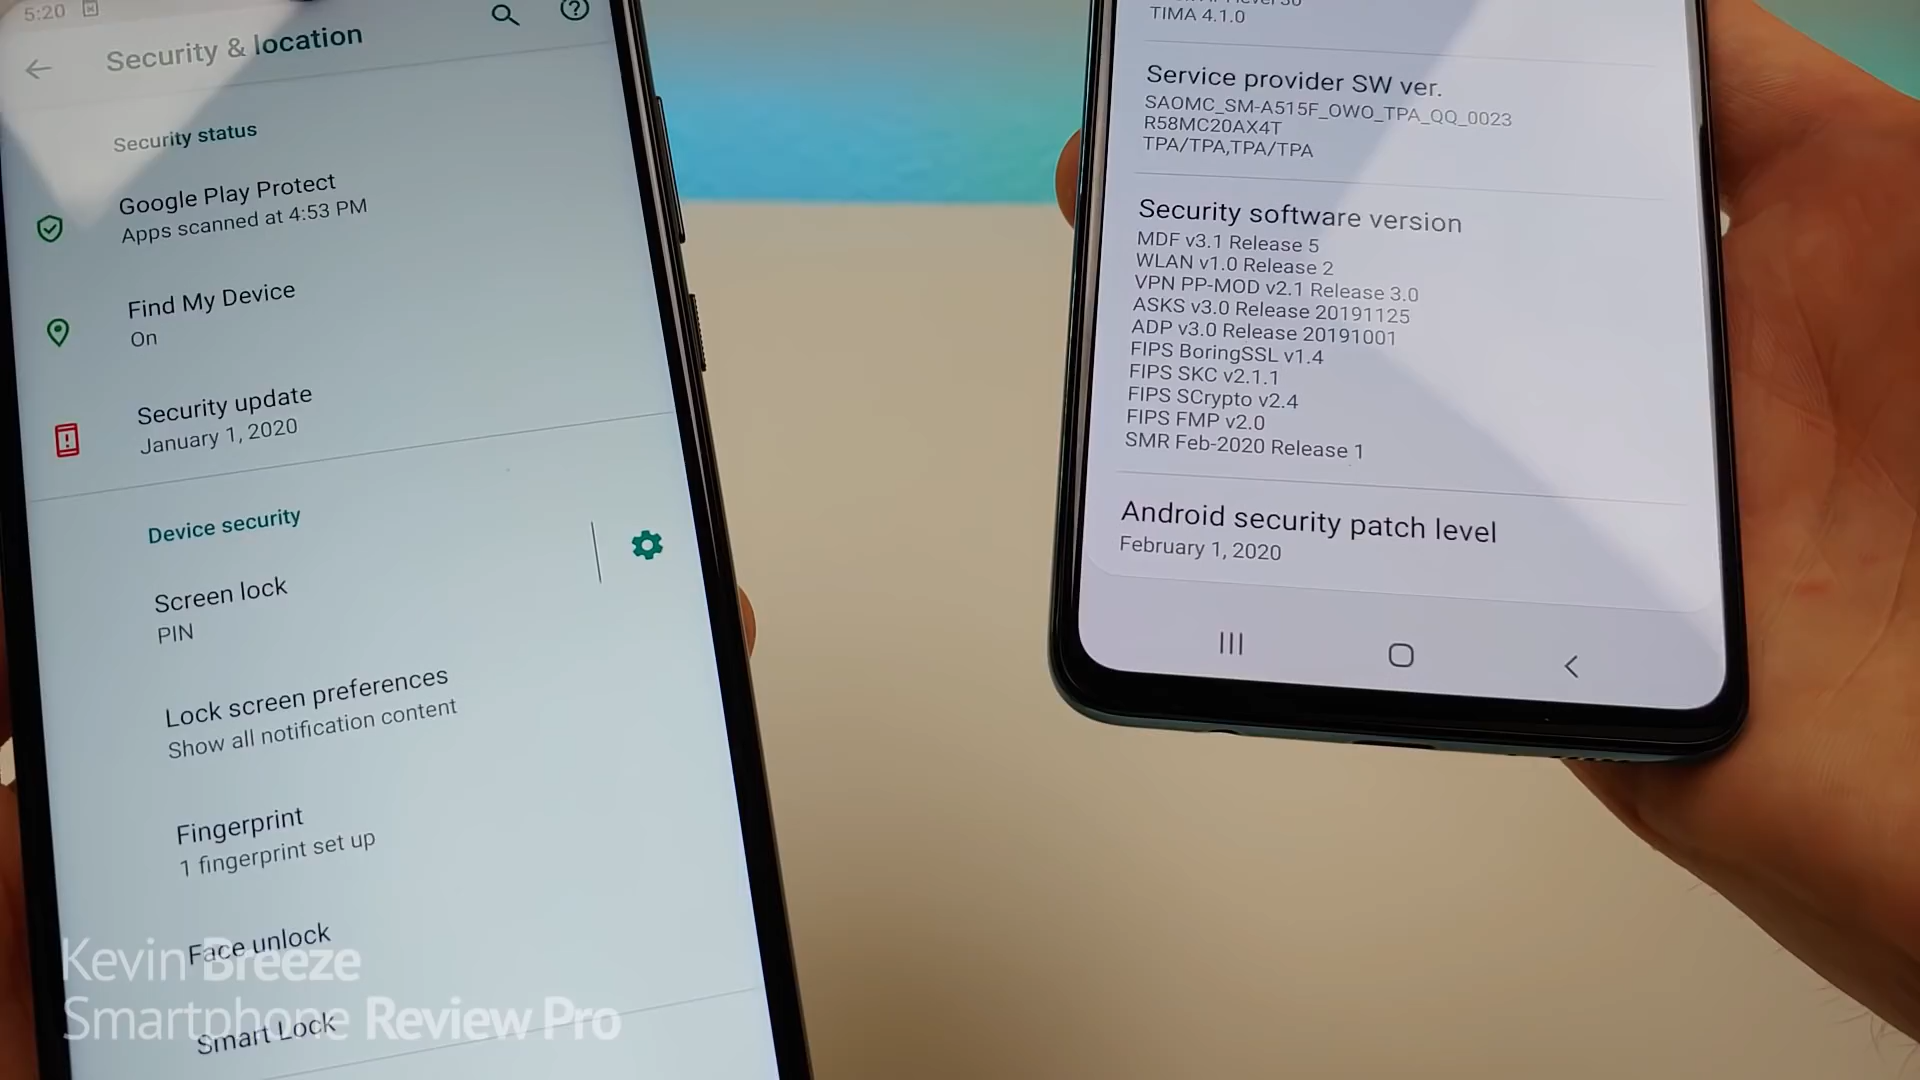 5:20
Security & location
Security status
Google Play Protect
Apps scanned at 4:53 PM
Find My Device
On
Security update
January 1, 2020
Device security
Screen lock
PIN
Lock screen preferences
Show all notification content
Fingerprint
1 fingerprint set up
Face unlock
Smart Lock
Kevin Breeze
Smartphone Review Pro
TIMA 4.1.0
Service provider SW ver.
SAOMC_SM-A515F_OWO_TPA_QQ_0023
R58MC20AX4T
TPA/TPA,TPA/TPA
Security software version
MDF v3.1 Release 5
WLAN v1.0 Release 2
VPN PP-MOD v2.1 Release 3.0
ASKS v3.0 Release 20191125
ADP v3.0 Release 20191001
FIPS BoringSSL v1.4
FIPS SKC v2.1.1
FIPS SCrypto v2.4
FIPS FMP v2.0
SMR Feb-2020 Release 1
Android security patch level
February 1, 2020